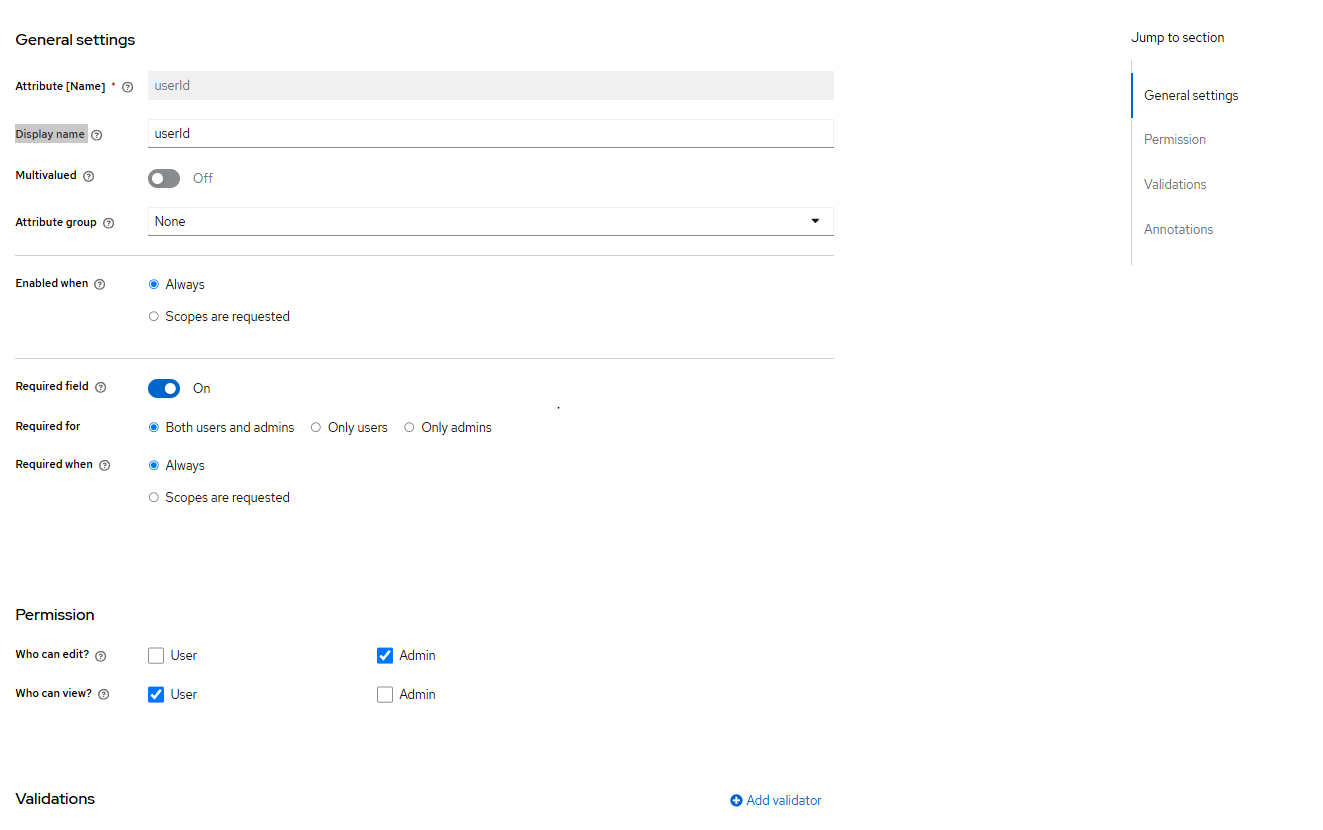 General settings
Jump to section
Attribute [Name] * userId
Display name userId
Multivalued Off
Attribute group None
Enabled when Always
Scopes are requested
Required field On
Required for Both users and admins Only users Only admins
Required when Always
Scopes are requested
Permission
Who can edit? User Admin
Who can view? User Admin
Validations
Add validator
General settings
Permission
Validations
Annotations